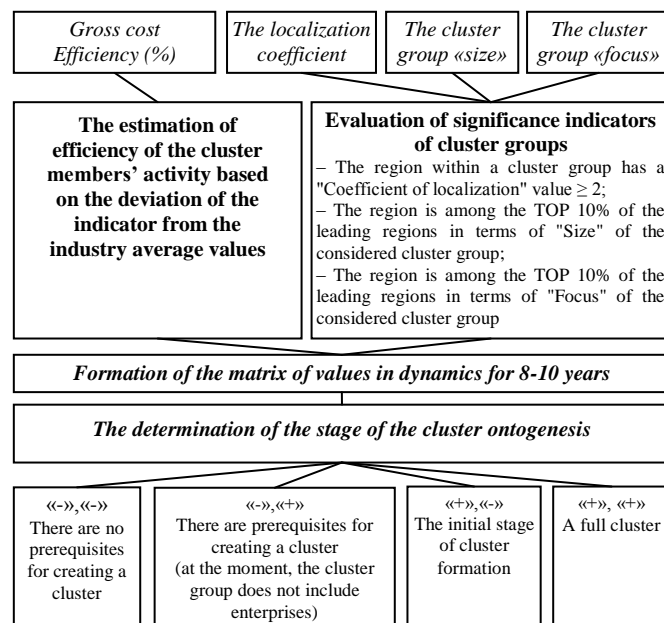 Gross cost
Efficiency (%)
The localization
coefficient
The cluster
group «size»
The cluster
group «focus»
The estimation of
efficiency of the cluster
members' activity based
on the deviation of the
indicator from the
industry average values
Evaluation of significance indicators
of cluster groups
– The region within a cluster group has a
"Coefficient of localization" value ≥ 2;
– The region is among the TOP 10% of the
leading regions in terms of "Size" of the
considered cluster group;
– The region is among the TOP 10% of the
leading regions in terms of "Focus" of the
considered cluster group
Formation of the matrix of values in dynamics for 8-10 years
The determination of the stage of the cluster ontogenesis
«-»,«-»
There are no
prerequisites
for creating a
cluster
«-»,«+»
There are prerequisites for
creating a cluster
(at the moment, the cluster
group does not include
enterprises)
«+»,«-»
The initial stage
of cluster
formation
«+», «+»
A full cluster